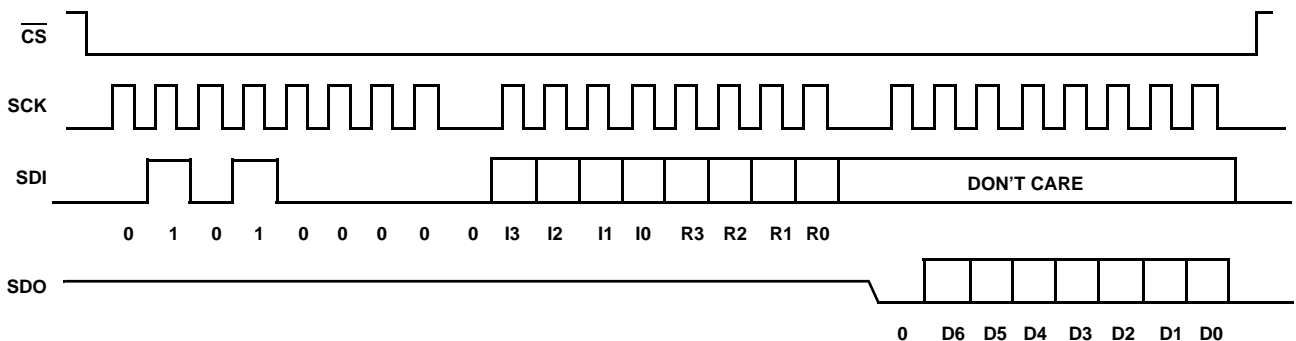 CS
SCK
SDI
DON'T CARE
0 1 0 1 0 0 0 0 0 I3 I2 I1 I0 R3 R2 R1 R0
SDO
0 D6 D5 D4 D3 D2 D1 D0